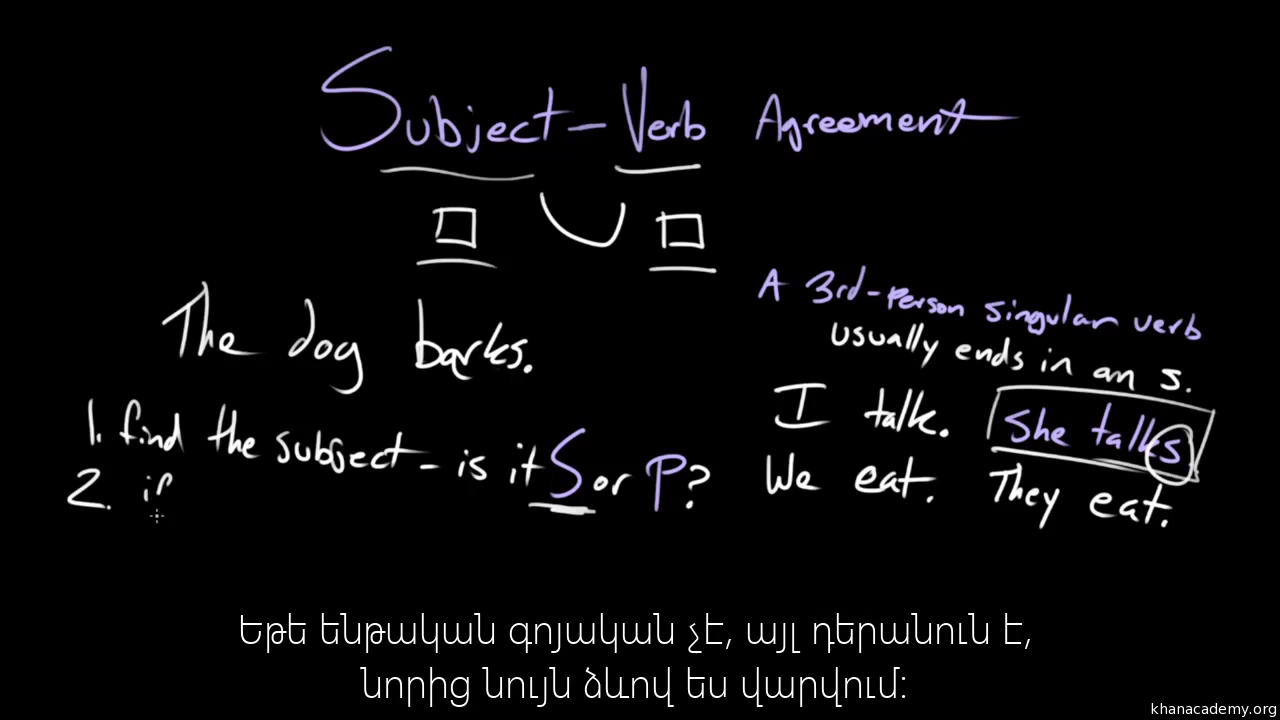 Subject-Verb Agreement
The dog barks.
1. find the subject - is it S or P?
2. if
A 3rd-person singular verb
usually ends in an s.
I talk. She talks
We eat. They eat.
Եթե ենթական գոյական չէ, այլ դերանուն է,
նորից նույն ձևով ես վարվում:
khanacademy.org